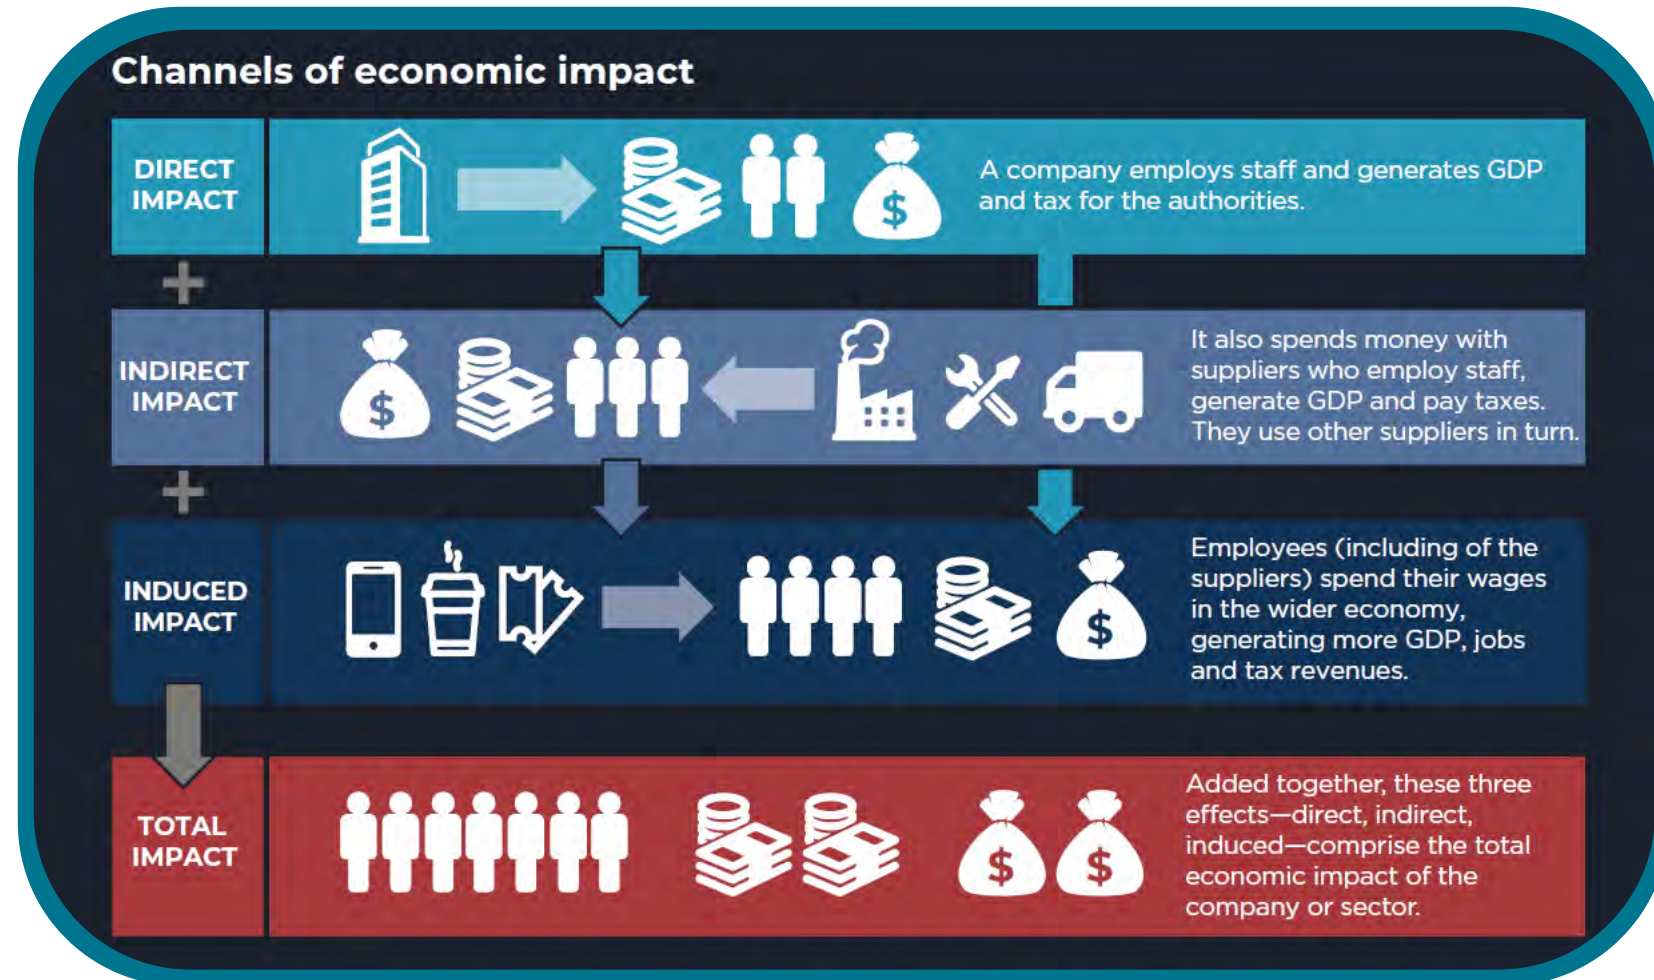 Channels of economic impact
DIRECT
IMPACT
$
A company employs staff and generates GDP
and tax for the authorities.
+
INDIRECT
IMPACT
$
It also spends money with
suppliers who employ staff,
generate GDP and pay taxes.
They use other suppliers in turn.
+
INDUCED
IMPACT
$
Employees (including of the
suppliers) spend their wages
in the wider economy,
generating more GDP, jobs
and tax revenues.
TOTAL
IMPACT
$ $
Added together, these three
effects—direct, indirect,
induced—comprise the total
economic impact of the
company or sector.